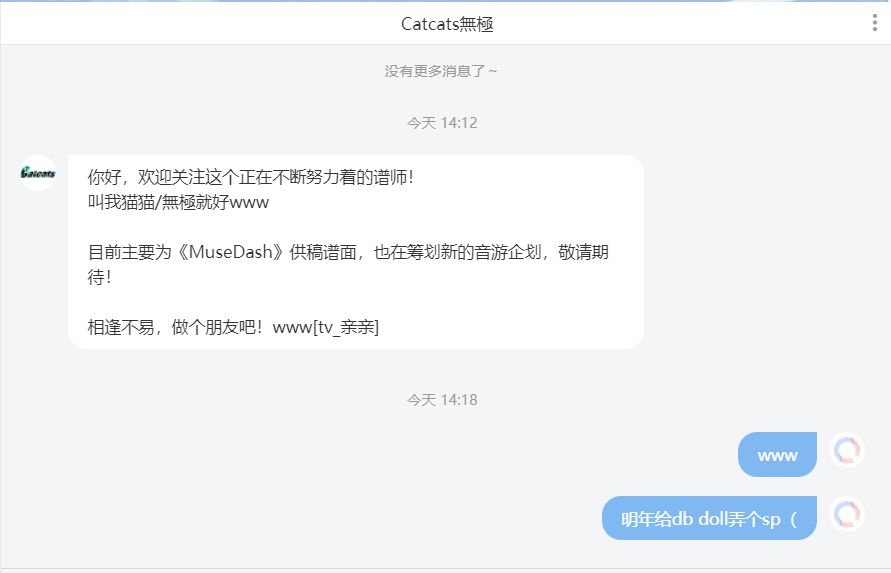 Catcats無極
没有更多消息了～
今天 14:12
Catcats
你好，欢迎关注这个正在不断努力着的谱师！
叫我猫猫/無極就好www
目前主要为《MuseDash》供稿谱面，也在筹划新的音游企划，敬请期
待！
相逢不易，做个朋友吧！www[tv_亲亲]
今天 14:18
www
明年给db doll弄个sp（